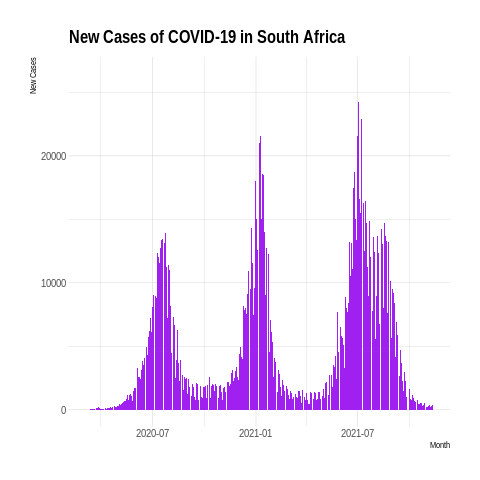 New Cases of COVID-19 in South Africa
New Cases
20000
10000
0
2020-07
2021-01
2021-07
Month